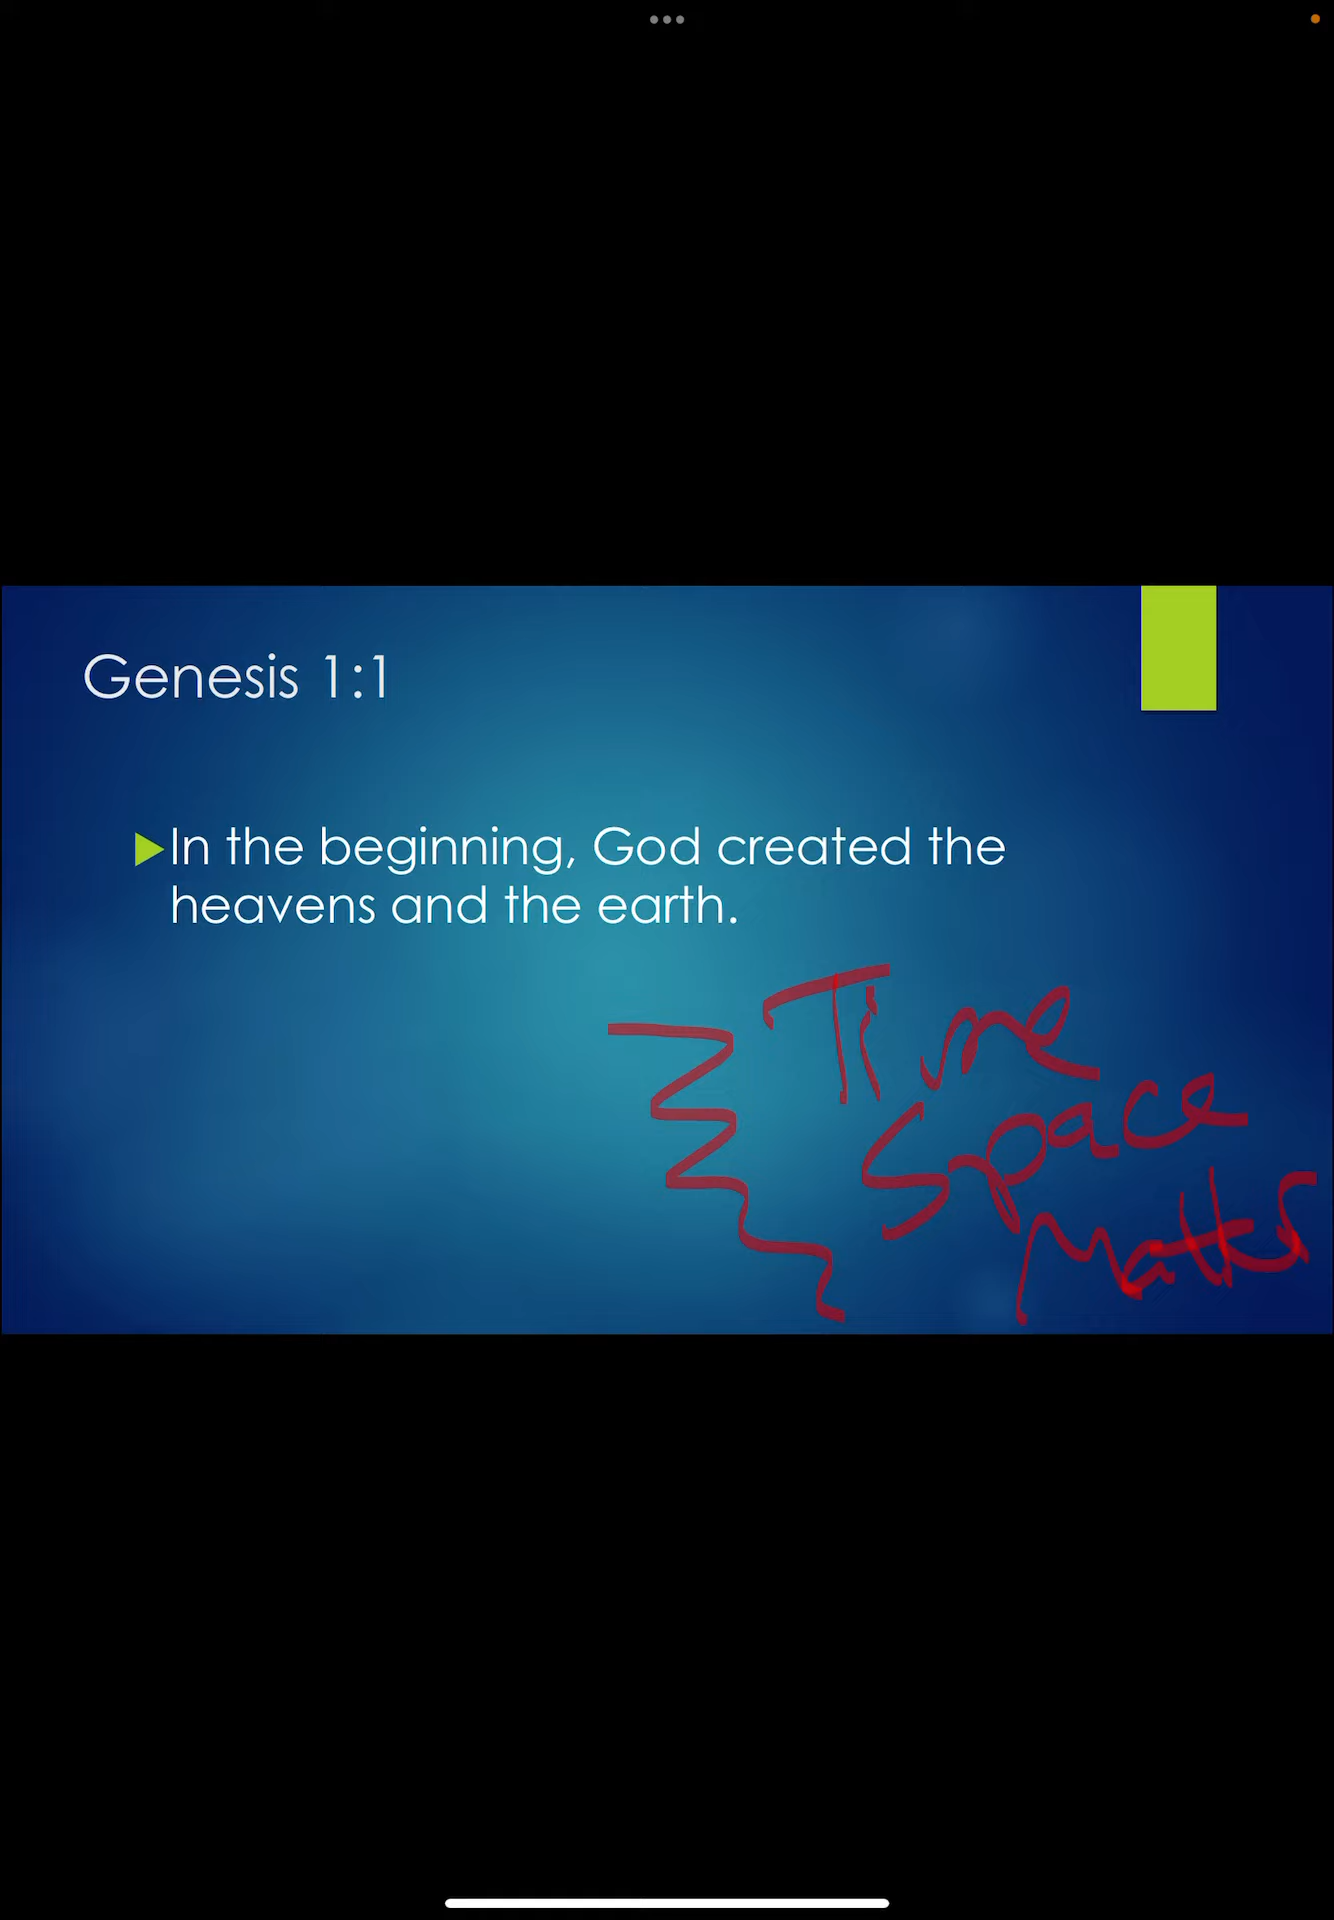 Genesis 1:1
In the beginning, God created the
heavens and the earth.
Time
Space
Matter